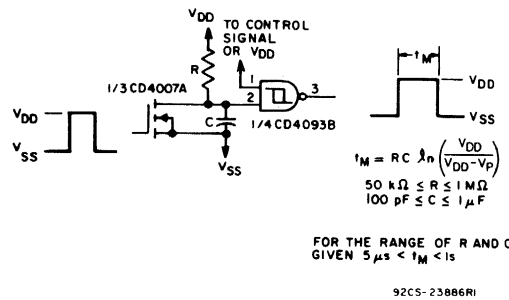 VDD
TO CONTROL
SIGNAL
OR VDD
R
1/3 CD4007A
1
2
3
C
1/4 CD4093B
VSS
VDD
VSS
tM
VDD
VSS
tM = RC ln (VDD / VDD-VP)
50 kΩ ≤ R ≤ 1 MΩ
100 pF ≤ C ≤ 1 μF
FOR THE RANGE OF R AND C
GIVEN 5 μs < tM < 1s
92CS-23886R1